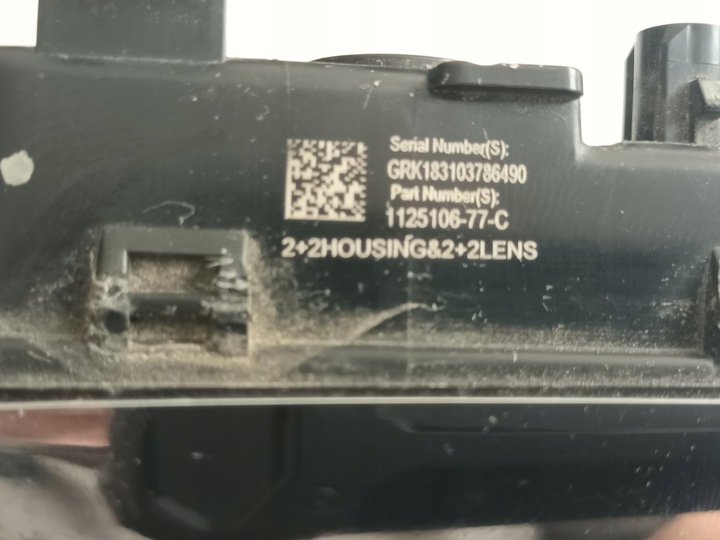 Serial Number(S):
GRK183103786490
Part Number(S):
1125106-77-C
2+2HOUSING&2+2LENS